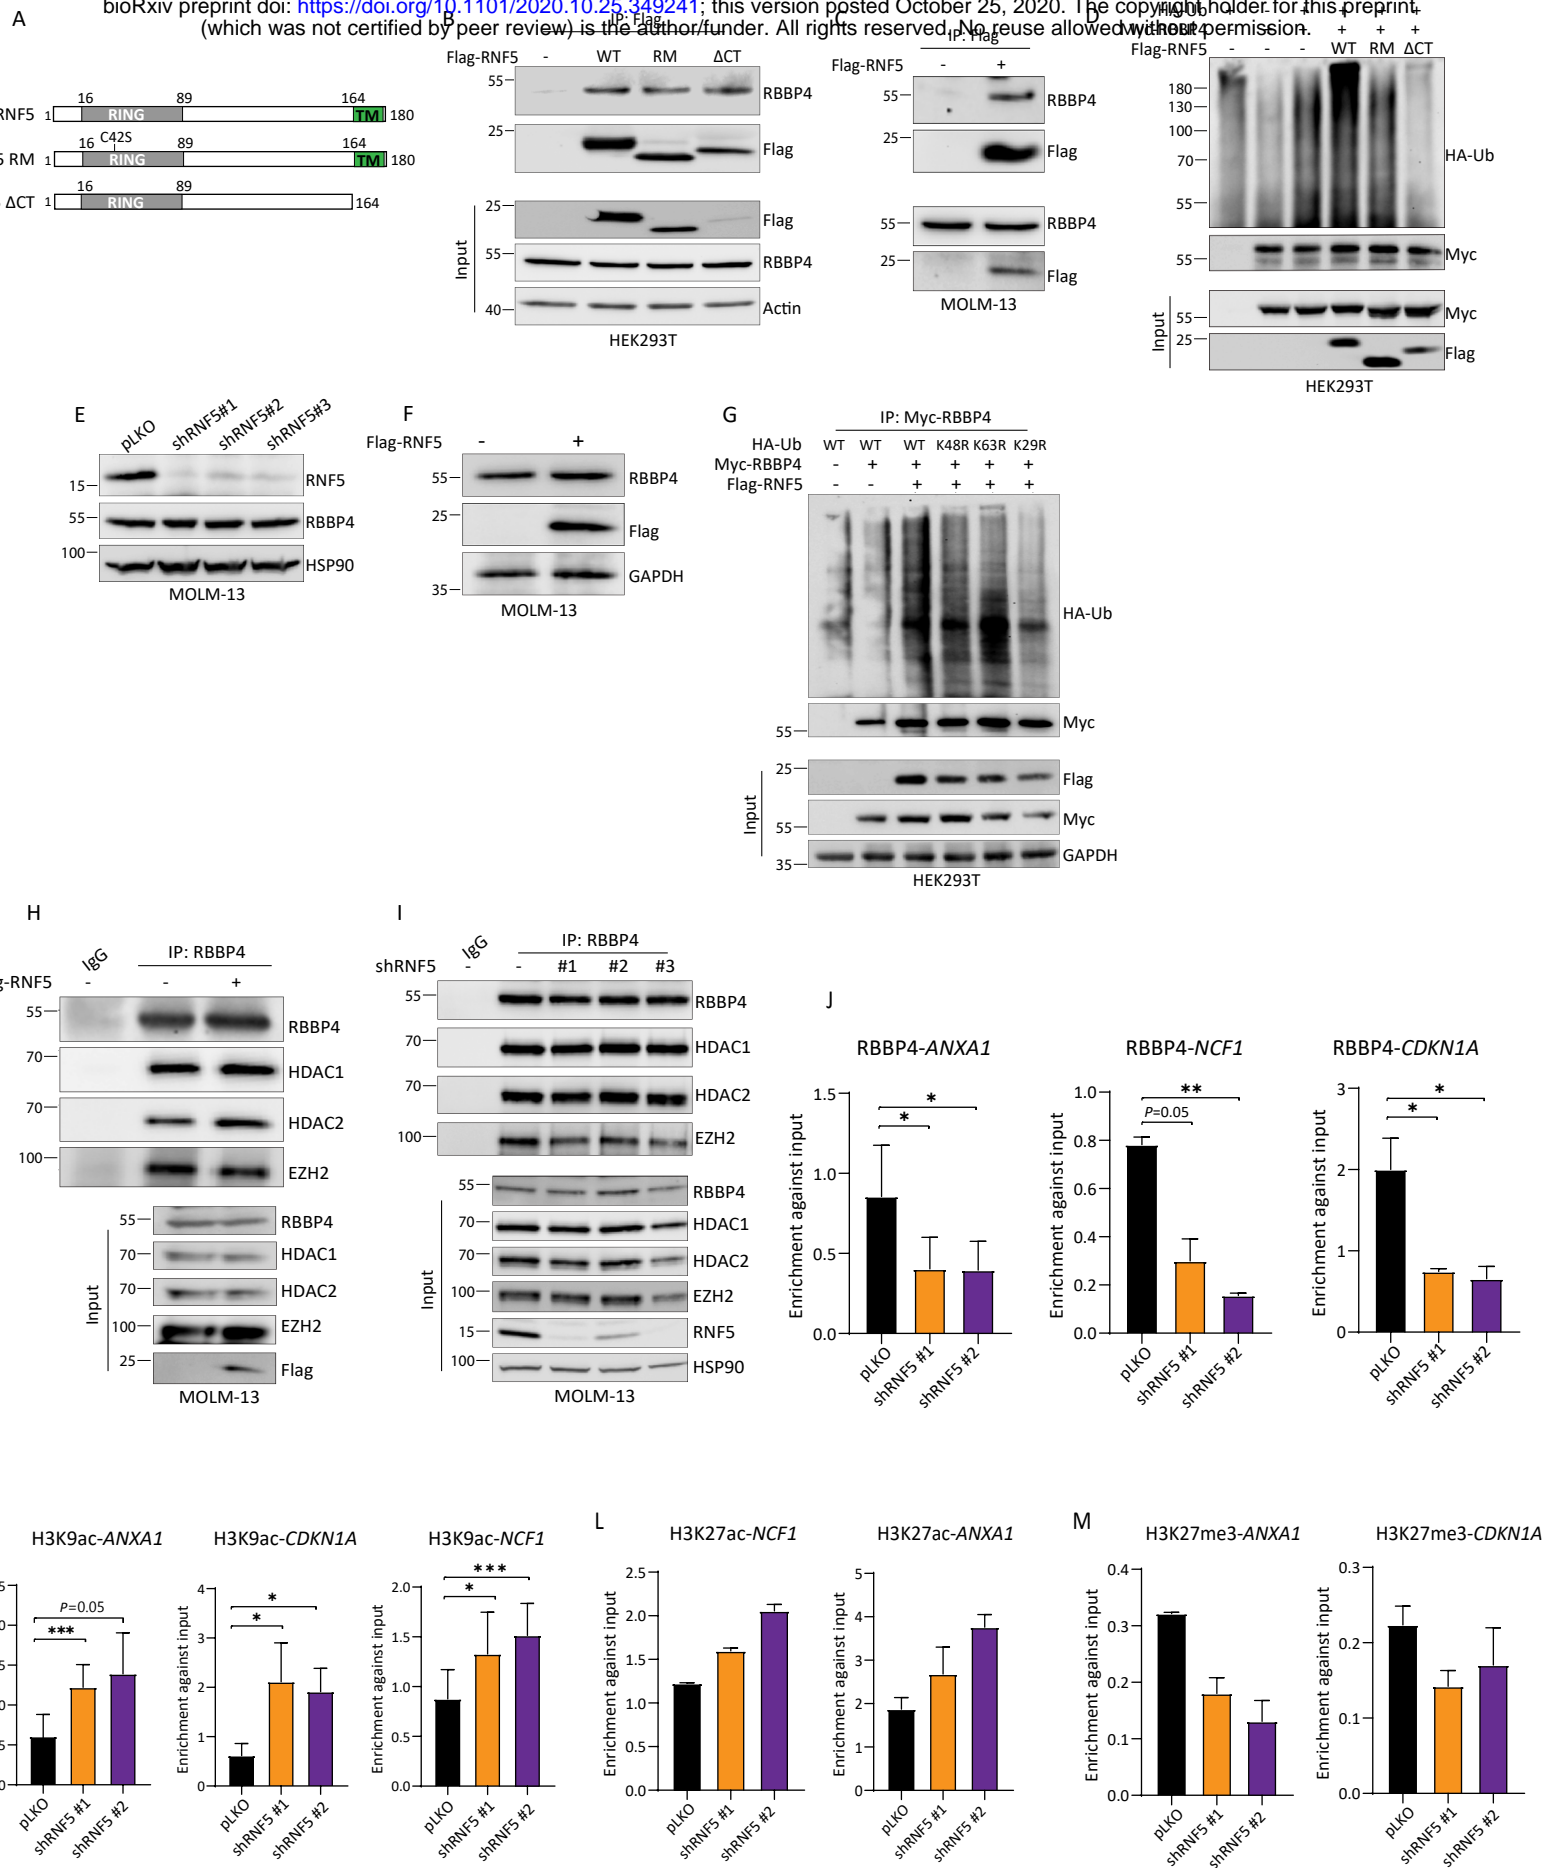 bioRxiv preprint doi: https://doi.org/10.1101/2020.10.25.349241; this version posted October 25, 2020. The copyright holder for this preprint
(which was not certified by peer review) is the author/funder. All rights reserved. No reuse allowed without permission.
A
16 89 164
RNF5 1 RING TM 180
16 C42S 89 164
5 RM 1 RING TM 180
16 89
ΔCT 1 RING 164
B
IP: Flag
Flag-RNF5 - WT RM ΔCT
55 RBBP4
25 Flag
Input
25 Flag
55 RBBP4
40 Actin
HEK293T
C
IP: Flag
Flag-RNF5 - +
55 RBBP4
25 Flag
55 RBBP4
25 Flag
MOLM-13
D
HA-Ub + - + + + +
Myc-RBBP4 - + + + + +
Flag-RNF5 - - - WT RM ΔCT
180
130
100
70
55
HA-Ub
55 Myc
Input
55 Myc
25 Flag
HEK293T
E
pLKO shRNF5#1 shRNF5#2 shRNF5#3
15 RNF5
55 RBBP4
100 HSP90
MOLM-13
F
Flag-RNF5 - +
55 RBBP4
25 Flag
35 GAPDH
MOLM-13
G
IP: Myc-RBBP4
HA-Ub WT WT WT K48R K63R K29R
Myc-RBBP4 - + + + + +
Flag-RNF5 - - + + + +
HA-Ub
55 Myc
Input
25 Flag
55 Myc
35 GAPDH
HEK293T
H
IgG IP: RBBP4
g-RNF5 - - +
55 RBBP4
70 HDAC1
70 HDAC2
100 EZH2
Input
55 RBBP4
70 HDAC1
70 HDAC2
100 EZH2
25 Flag
MOLM-13
I
IgG IP: RBBP4
shRNF5 - - #1 #2 #3
55 RBBP4
70 HDAC1
70 HDAC2
100 EZH2
Input
55 RBBP4
70 HDAC1
70 HDAC2
100 EZH2
15 RNF5
100 HSP90
MOLM-13
J
RBBP4-ANXA1
Enrichment against input
1.5
1.0
0.5
0.0
*
*
pLKO shRNF5 #1 shRNF5 #2
RBBP4-NCF1
Enrichment against input
1.0
0.8
0.6
0.4
0.2
0.0
**
P=0.05
pLKO shRNF5 #1 shRNF5 #2
RBBP4-CDKN1A
Enrichment against input
3
2
1
0
*
*
pLKO shRNF5 #1 shRNF5 #2
H3K9ac-ANXA1
5
0
5
0
5
0
P=0.05
***
pLKO shRNF5 #1 shRNF5 #2
H3K9ac-CDKN1A
Enrichment against input
4
3
2
1
0
*
*
pLKO shRNF5 #1 shRNF5 #2
H3K9ac-NCF1
Enrichment against input
2.0
1.5
1.0
0.5
0.0
***
*
pLKO shRNF5 #1 shRNF5 #2
L
H3K27ac-NCF1
Enrichment against input
2.5
2.0
1.5
1.0
0.5
0.0
pLKO shRNF5 #1 shRNF5 #2
H3K27ac-ANXA1
Enrichment against input
5
4
3
2
1
0
pLKO shRNF5 #1 shRNF5 #2
M
H3K27me3-ANXA1
Enrichment against input
0.4
0.3
0.2
0.1
0.0
pLKO shRNF5 #1 shRNF5 #2
H3K27me3-CDKN1A
Enrichment against input
0.3
0.2
0.1
0.0
pLKO shRNF5 #1 shRNF5 #2